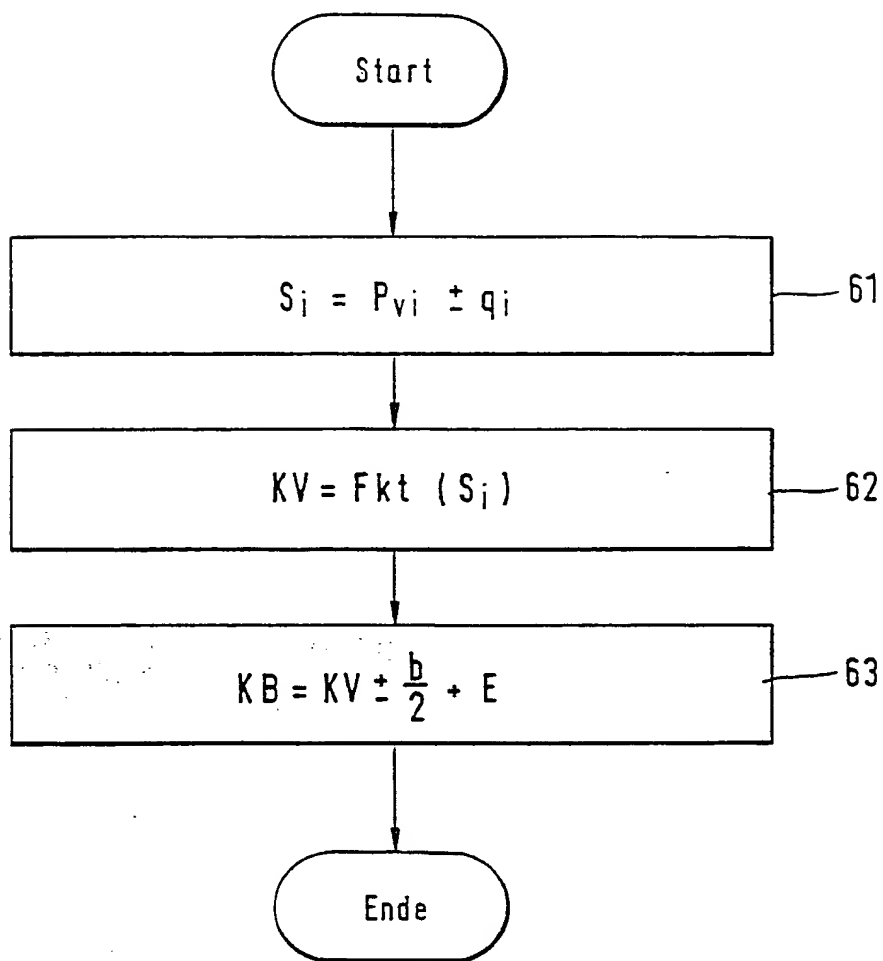 Start
S_i = P_vi ± q_i
61
KV = Fkt (S_i)
62
KB = KV ± b/2 + E
63
Ende